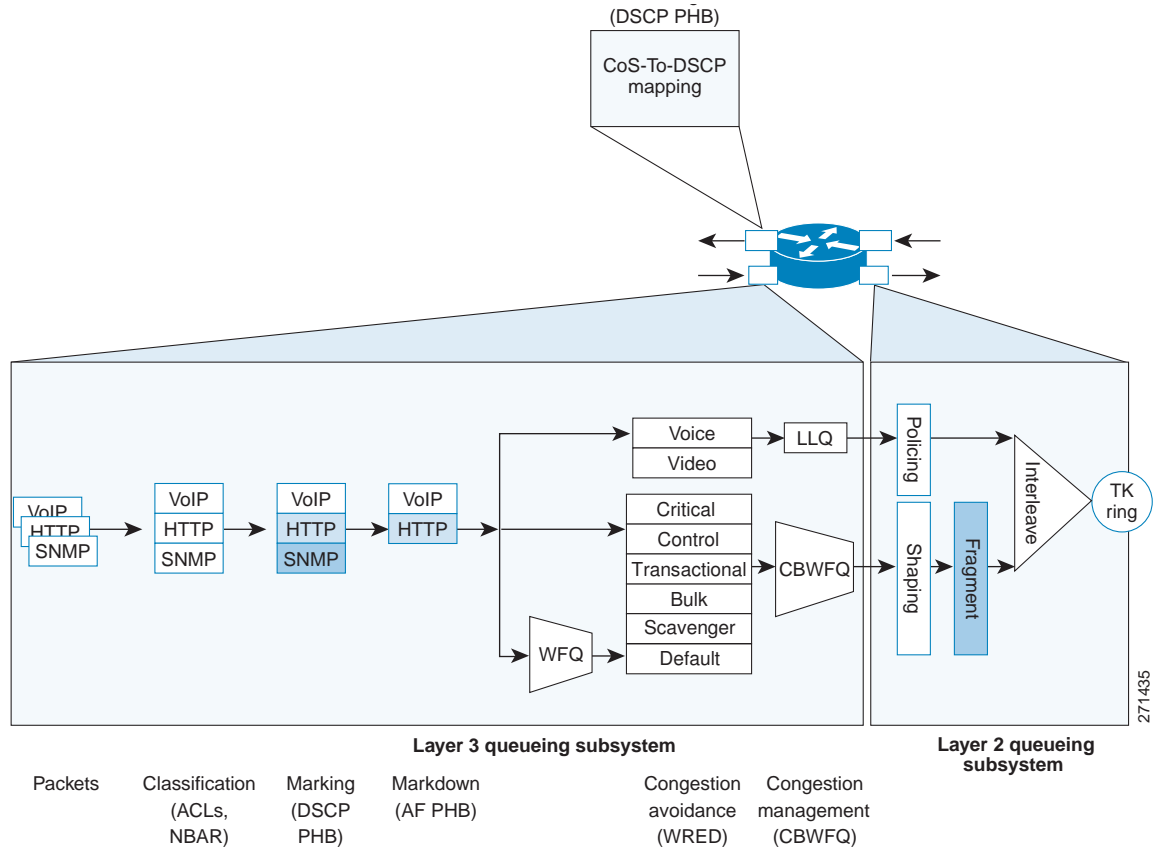 (DSCP PHB)
CoS-To-DSCP
mapping
VoIP
HTTP
SNMP
VoIP
HTTP
SNMP
VoIP
HTTP
SNMP
VoIP
HTTP
WFQ
Voice
Video
LLQ
Critical
Control
Transactional
Bulk
Scavenger
Default
CBWFQ
Policing
Shaping
Fragment
Interleave
TK
ring
271435
Layer 3 queueing subsystem
Layer 2 queueing
subsystem
Packets
Classification
(ACLs,
NBAR)
Marking
(DSCP
PHB)
Markdown
(AF PHB)
Congestion
avoidance
(WRED)
Congestion
management
(CBWFQ)